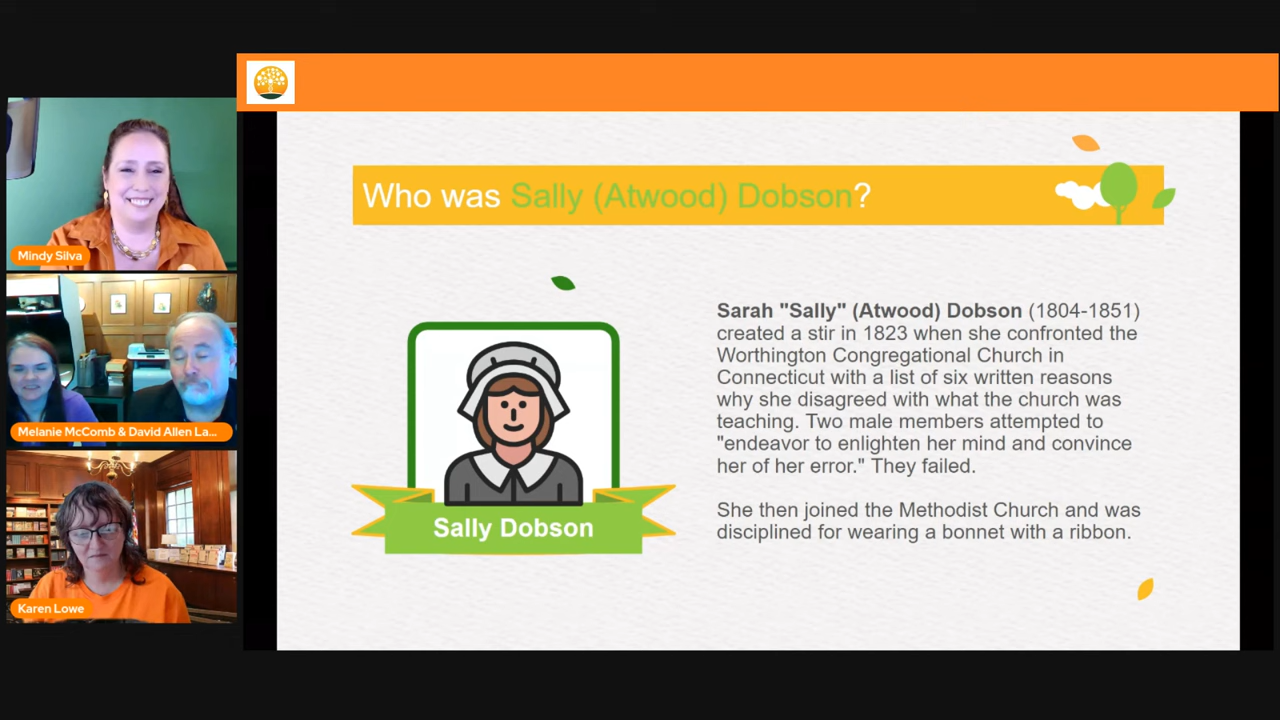 Who was Sally (Atwood) Dobson?
Mindy Silva
Melanie McComb & David Allen La...
Karen Lowe
Sally Dobson
Sarah "Sally" (Atwood) Dobson (1804-1851)
created a stir in 1823 when she confronted the
Worthington Congregational Church in
Connecticut with a list of six written reasons
why she disagreed with what the church was
teaching. Two male members attempted to
"endeavor to enlighten her mind and convince
her of her error." They failed.
She then joined the Methodist Church and was
disciplined for wearing a bonnet with a ribbon.